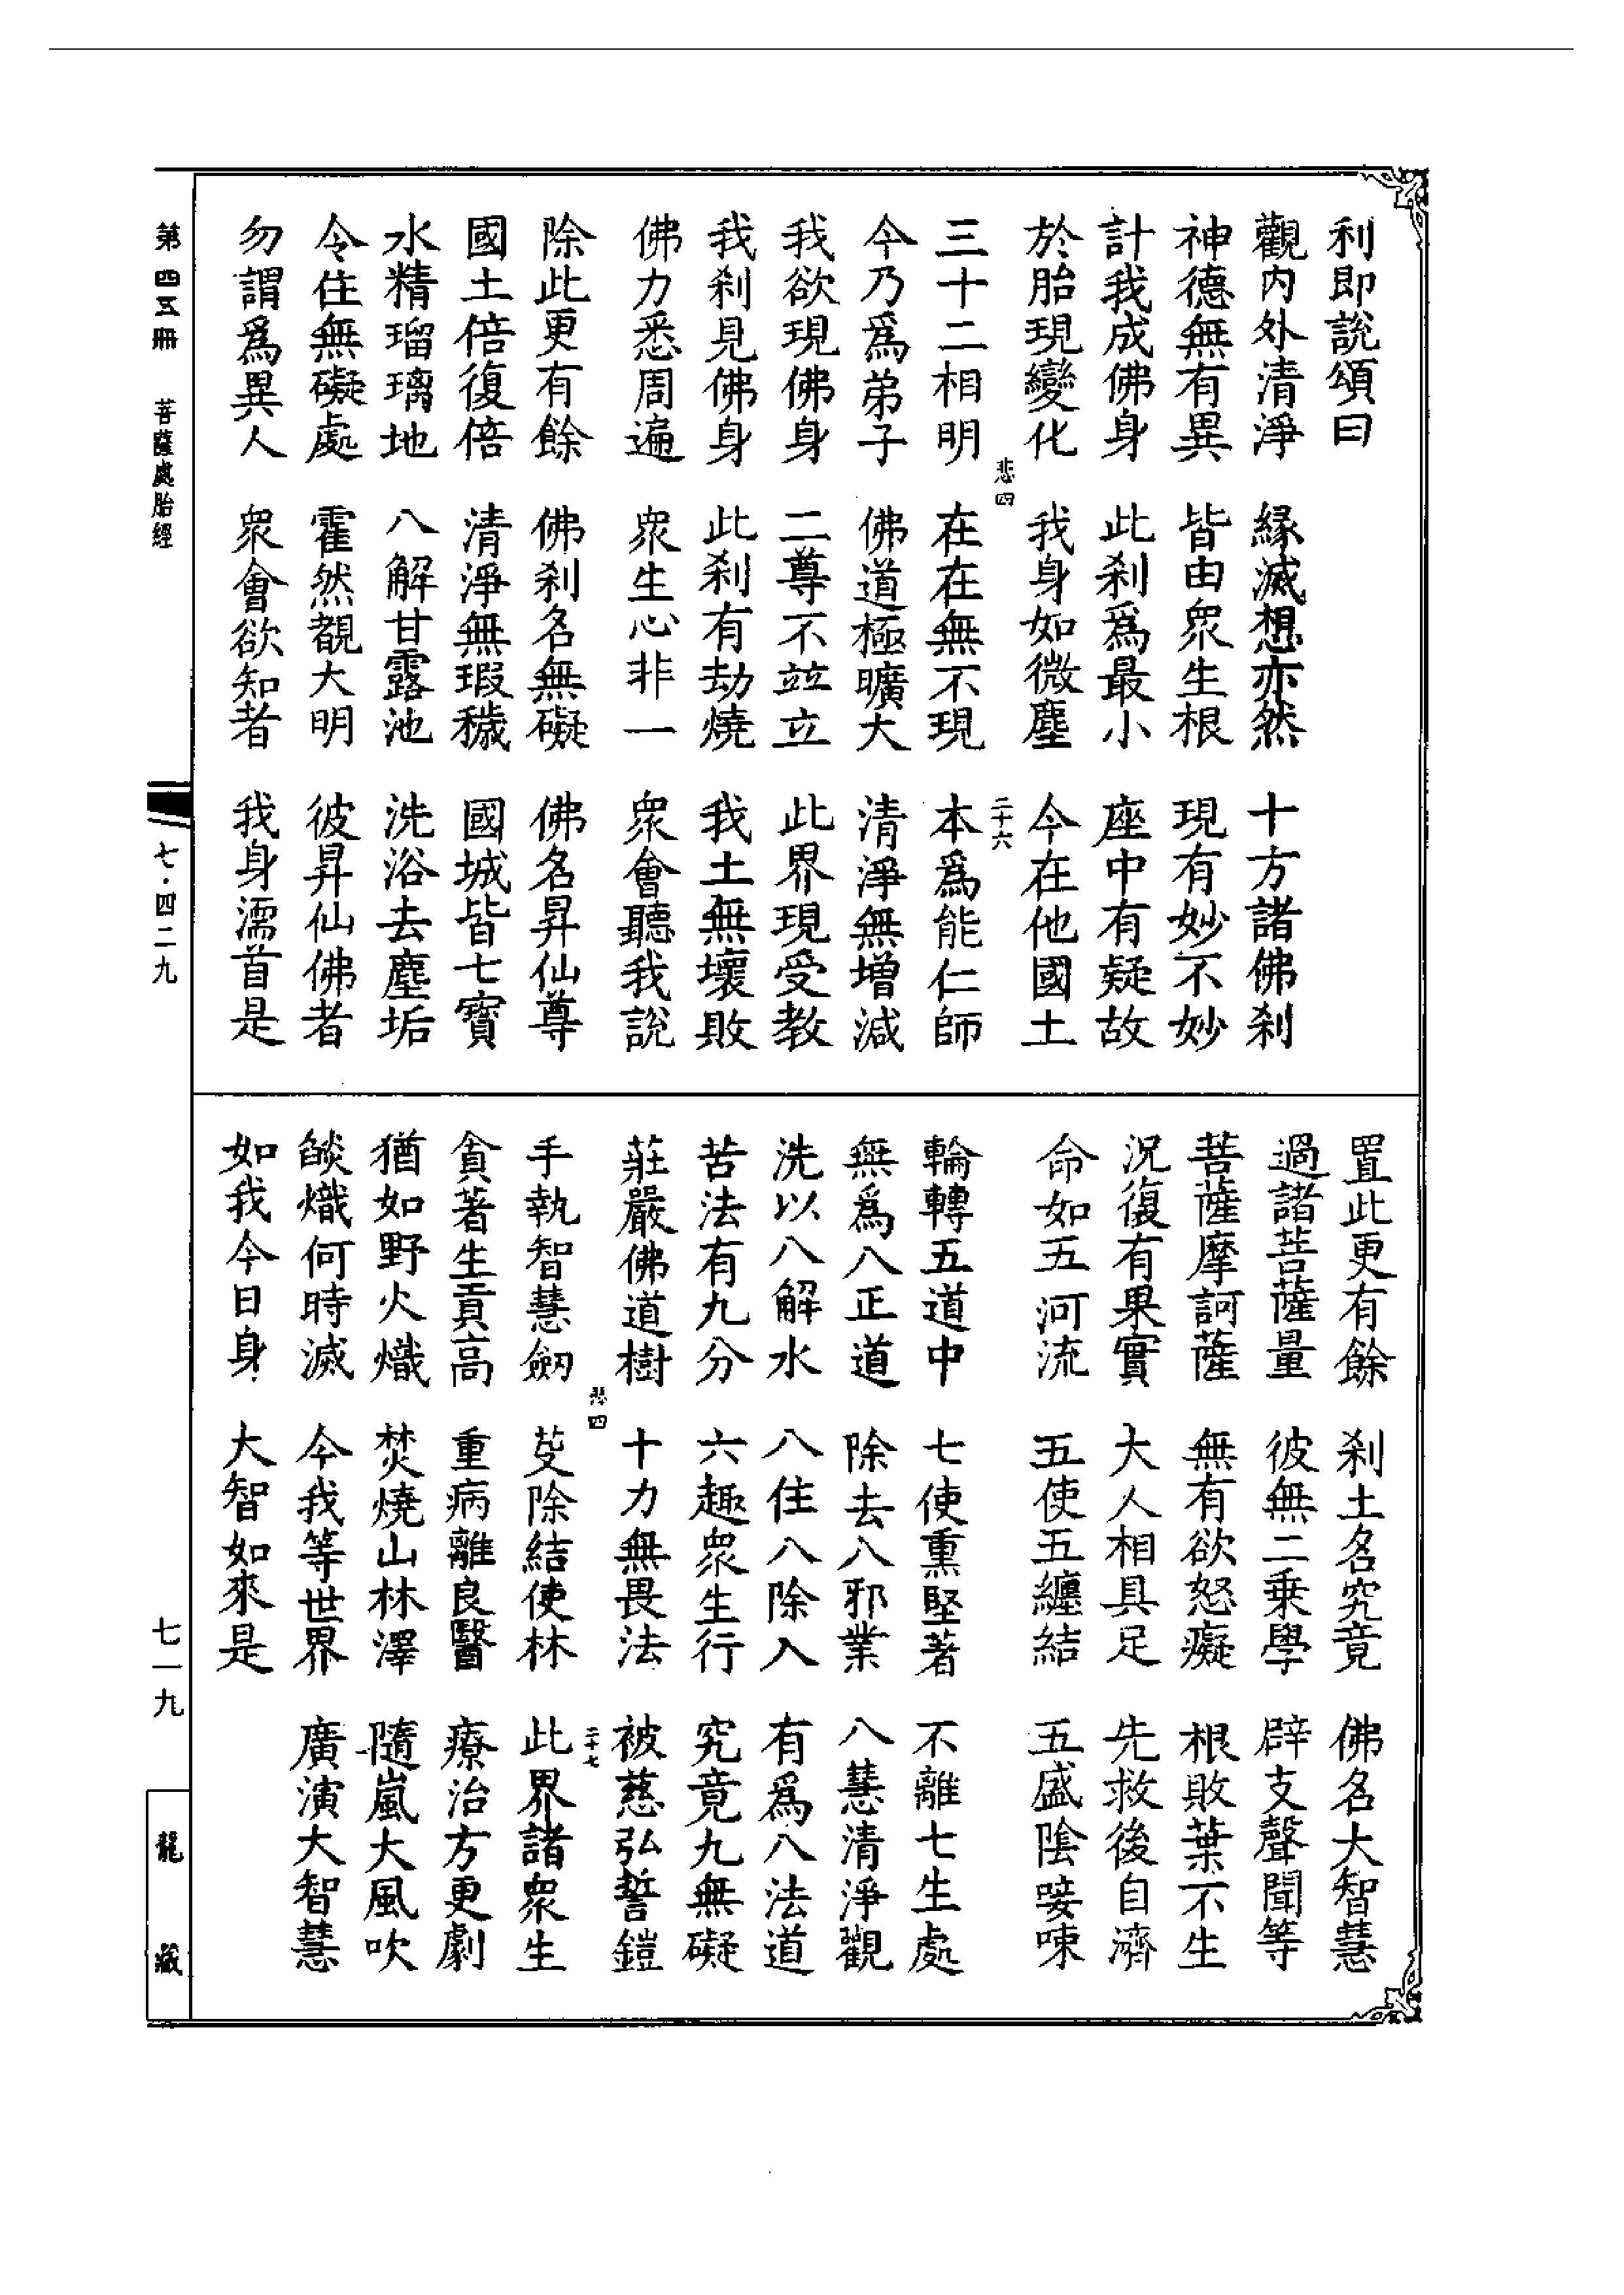 利即說頌曰
觀內外清淨　緣滅想亦然　十方諸佛剎
神德無有異　皆由衆生根　現有妙不妙
計我成佛身　此剎爲最小　座中有疑故
於胎現變化　我身如微塵　今在他國土
悲四　二十六
三十二相明　在在無不現　本爲能仁師
今乃爲弟子　佛道極曠大　清淨無增減
我欲現佛身　二尊不竝立　此界現受教
我剎見佛身　此剎有劫燒　我土無壞敗
佛力悉周遍　衆生心非一　衆會聽我說
除此更有餘　佛剎名無礙　佛名昇仙尊
國土倍復倍　清淨無瑕穢　國城皆七寶
水精瑠璃地　八解甘露池　洗浴去塵垢
令住無礙處　霍然覩大明　彼昇仙佛者
勿謂爲異人　衆會欲知者　我身濡首是
置此更有餘　剎土名究竟　佛名大智慧
過諸菩薩量　彼無二乘學　辟支聲聞等
菩薩摩訶薩　無有欲怒癡　根敗葉不生
況復有果實　大人相具足　先救後自濟
命如五河流　五使五纏結　五盛陰唼哧
輪轉五道中　七使熏堅著　不離七生處
無爲八正道　除去八邪業　八慧清淨觀
洗以八解水　八住八除入　有爲八法道
苦法有九分　六趣衆生行　究竟九無礙
莊嚴佛道樹　十力無畏法　被慈弘誓鎧
悲四　二十七
手執智慧劒　芟除結使林　此界諸衆生
貪著生貢高　重病離良醫　療治方更劇
猶如野火熾　焚燒山林澤　隨嵐大風吹
燄熾何時滅　今我等世界　廣演大智慧
如我今日身　大智如來是
第四五冊　菩薩處胎經　七·四二九　七一九　龍藏